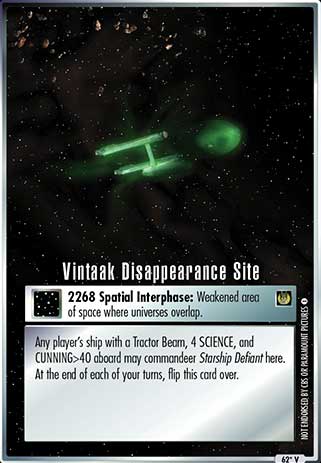 Vintaak Disappearance Site
2268 Spatial Interphase: Weakened area
of space where universes overlap.
Any player's ship with a Tractor Beam, 4 SCIENCE, and
CUNNING>40 aboard may commandeer Starship Defiant here.
At the end of each of your turns, flip this card over.
NOT ENDORSED BY CBS OR PARAMOUNT PICTURES
62* V